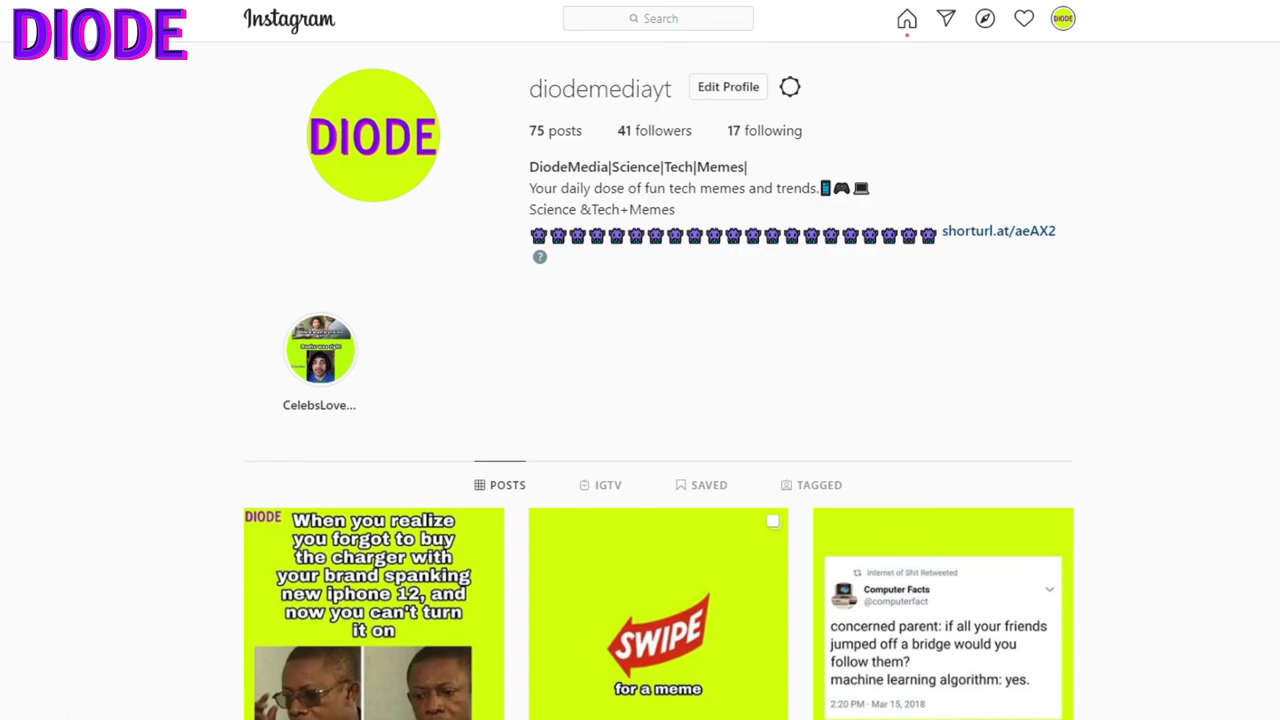 DIODE
Instagram
Search
DIODE
DIODE
diodemediayt
Edit Profile
75 posts
41 followers
17 following
DiodeMedia|Science|Tech|Memes|
Your daily dose of fun tech memes and trends.📱🎮💻
Science &Tech+Memes
👾👾👾👾👾👾👾👾👾👾👾👾👾👾👾👾👾👾👾👾👾 shorturl.at/aeAX2
?
CelebsLove...
POSTS
IGTV
SAVED
TAGGED
DIODE
When you realize
you forgot to buy
the charger with
your brand spanking
new iphone 12, and
now you can't turn
it on
SWIPE
for a meme
Internet of Shit Retweeted
Computer Facts
@computerfact
concerned parent: if all your friends
jumped off a bridge would you
follow them?
machine learning algorithm: yes.
2:20 PM · Mar 15, 2018